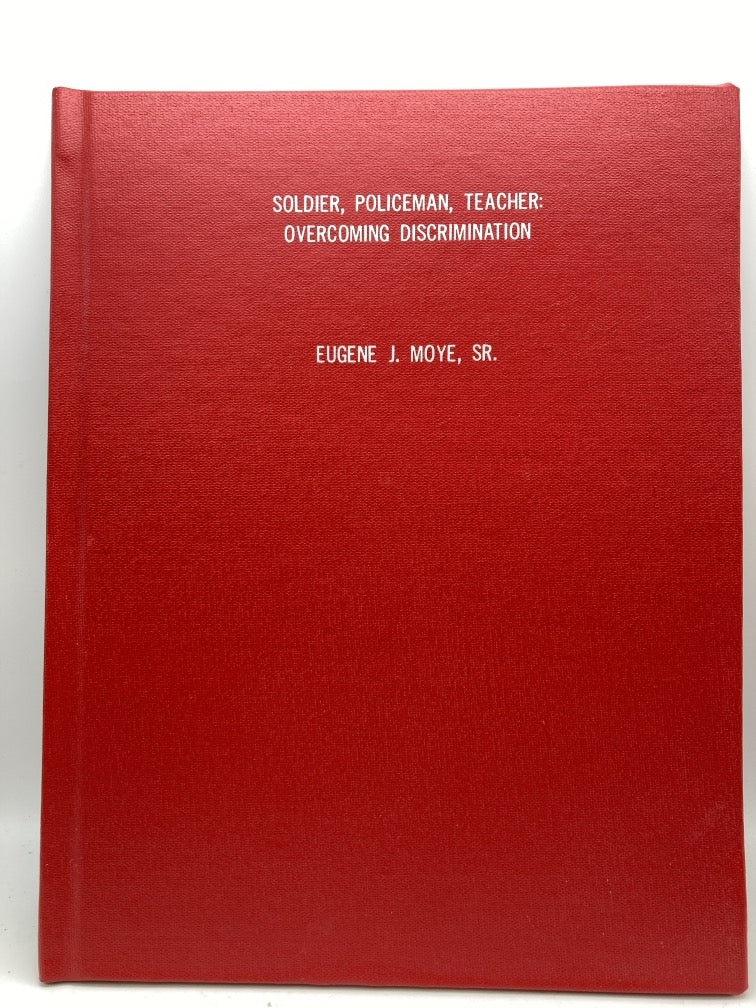 SOLDIER, POLICEMAN, TEACHER:
OVERCOMING DISCRIMINATION
EUGENE J. MOYE, SR.